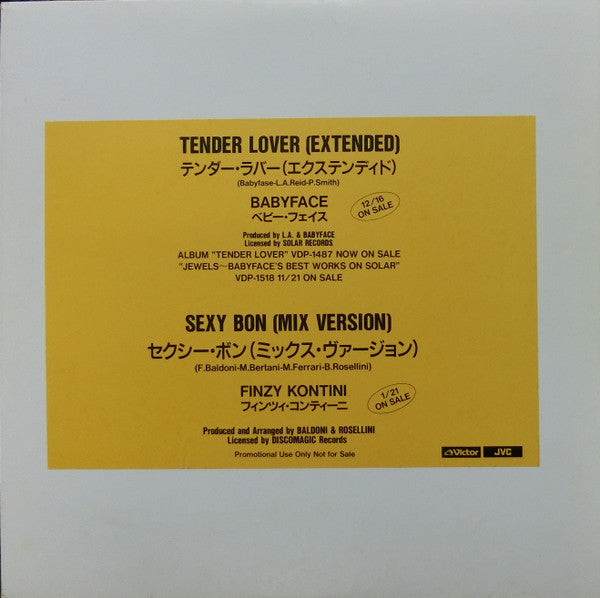 TENDER LOVER (EXTENDED)
テンダー・ラバー(エクステンディド)
(Babyfase-L.A.Reid-P.Smith)
BABYFACE
ベビー・フェイス
12/16
ON SALE
Produced by L.A. & BABYFACE
Licensed by SOLAR RECORDS
ALBUM "TENDER LOVER" VDP-1487 NOW ON SALE
"JEWELS〜BABYFACE'S BEST WORKS ON SOLAR"
VDP-1518 11/21 ON SALE
SEXY BON (MIX VERSION)
セクシー・ボン(ミックス・ヴァージョン)
(F.Baldoni-M.Bertani-M.Ferrari-B.Rosellini)
FINZY KONTINI
フィンツィ・コンティーニ
1/21
ON SALE
Produced and Arranged by BALDONI & ROSELLINI
Licensed by DISCOMAGIC Records
Promotional Use Only Not for Sale
Victor JVC